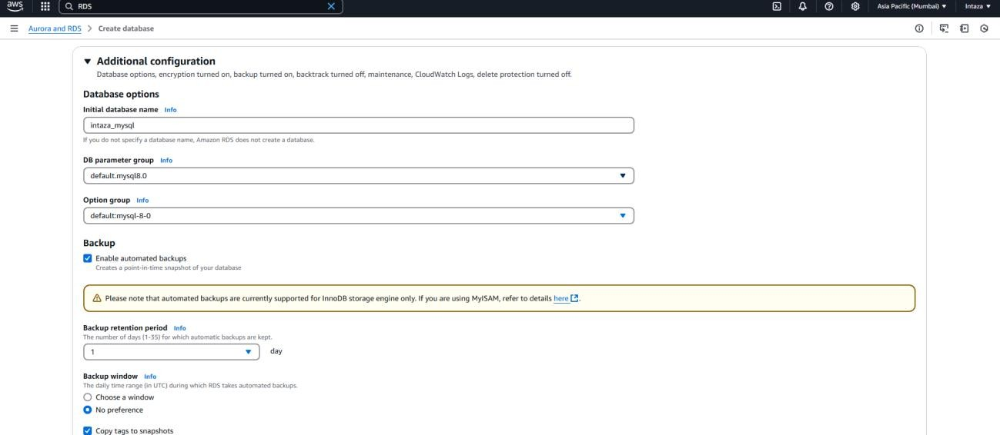 aws
RDS
Asia Pacific (Mumbai)
Intaza
Aurora and RDS > Create database
Additional configuration
Database options, encryption turned on, backup turned on, backtrack turned off, maintenance, CloudWatch Logs, delete protection turned off.
Database options
Initial database name Info
intaza_mysql
If you do not specify a database name, Amazon RDS does not create a database.
DB parameter group Info
default.mysql8.0
Option group Info
default:mysql-8-0
Backup
Enable automated backups
Creates a point-in-time snapshot of your database
Please note that automated backups are currently supported for InnoDB storage engine only. If you are using MyISAM, refer to details here.
Backup retention period Info
The number of days (1-35) for which automatic backups are kept.
1 day
Backup window Info
The daily time range (in UTC) during which RDS takes automated backups.
Choose a window
No preference
Copy tags to snapshots